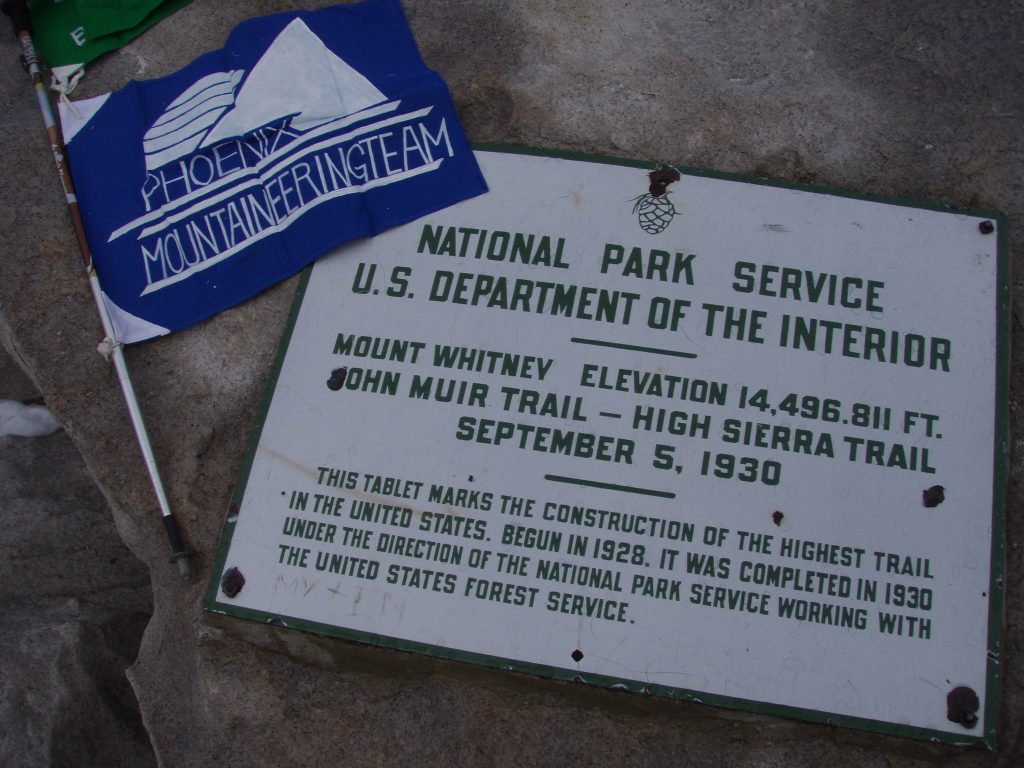 E
PHOENIX
MOUNTAINEERINGTEAM
NATIONAL PARK SERVICE
U.S. DEPARTMENT OF THE INTERIOR
MOUNT WHITNEY ELEVATION 14,496.811 FT.
JOHN MUIR TRAIL — HIGH SIERRA TRAIL
SEPTEMBER 5, 1930
THIS TABLET MARKS THE CONSTRUCTION OF THE HIGHEST TRAIL
IN THE UNITED STATES. BEGUN IN 1928. IT WAS COMPLETED IN 1930
UNDER THE DIRECTION OF THE NATIONAL PARK SERVICE WORKING WITH
THE UNITED STATES FOREST SERVICE.